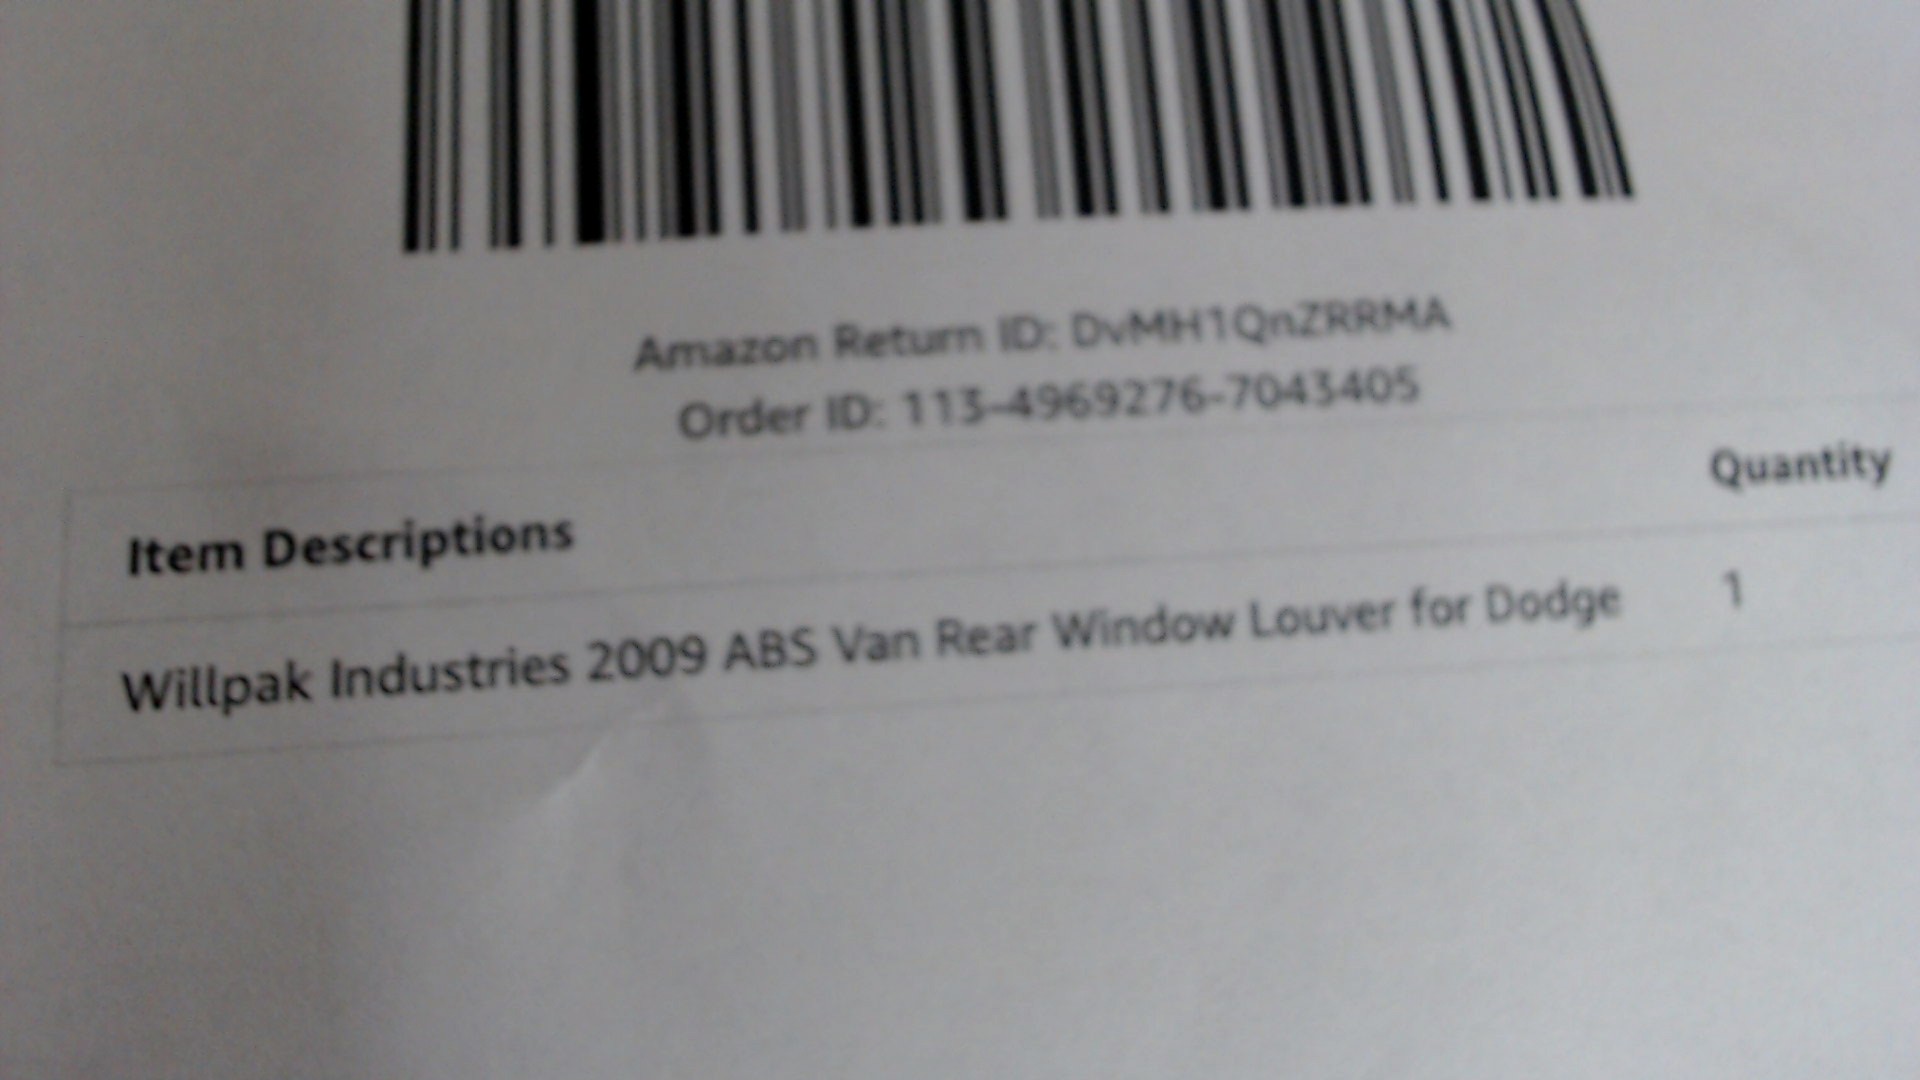 Amazon Return ID: DvMH1QnZRRMA
Order ID: 113-4969276-7043405
Item Descriptions Quantity
Willpak Industries 2009 ABS Van Rear Window Louver for Dodge 1